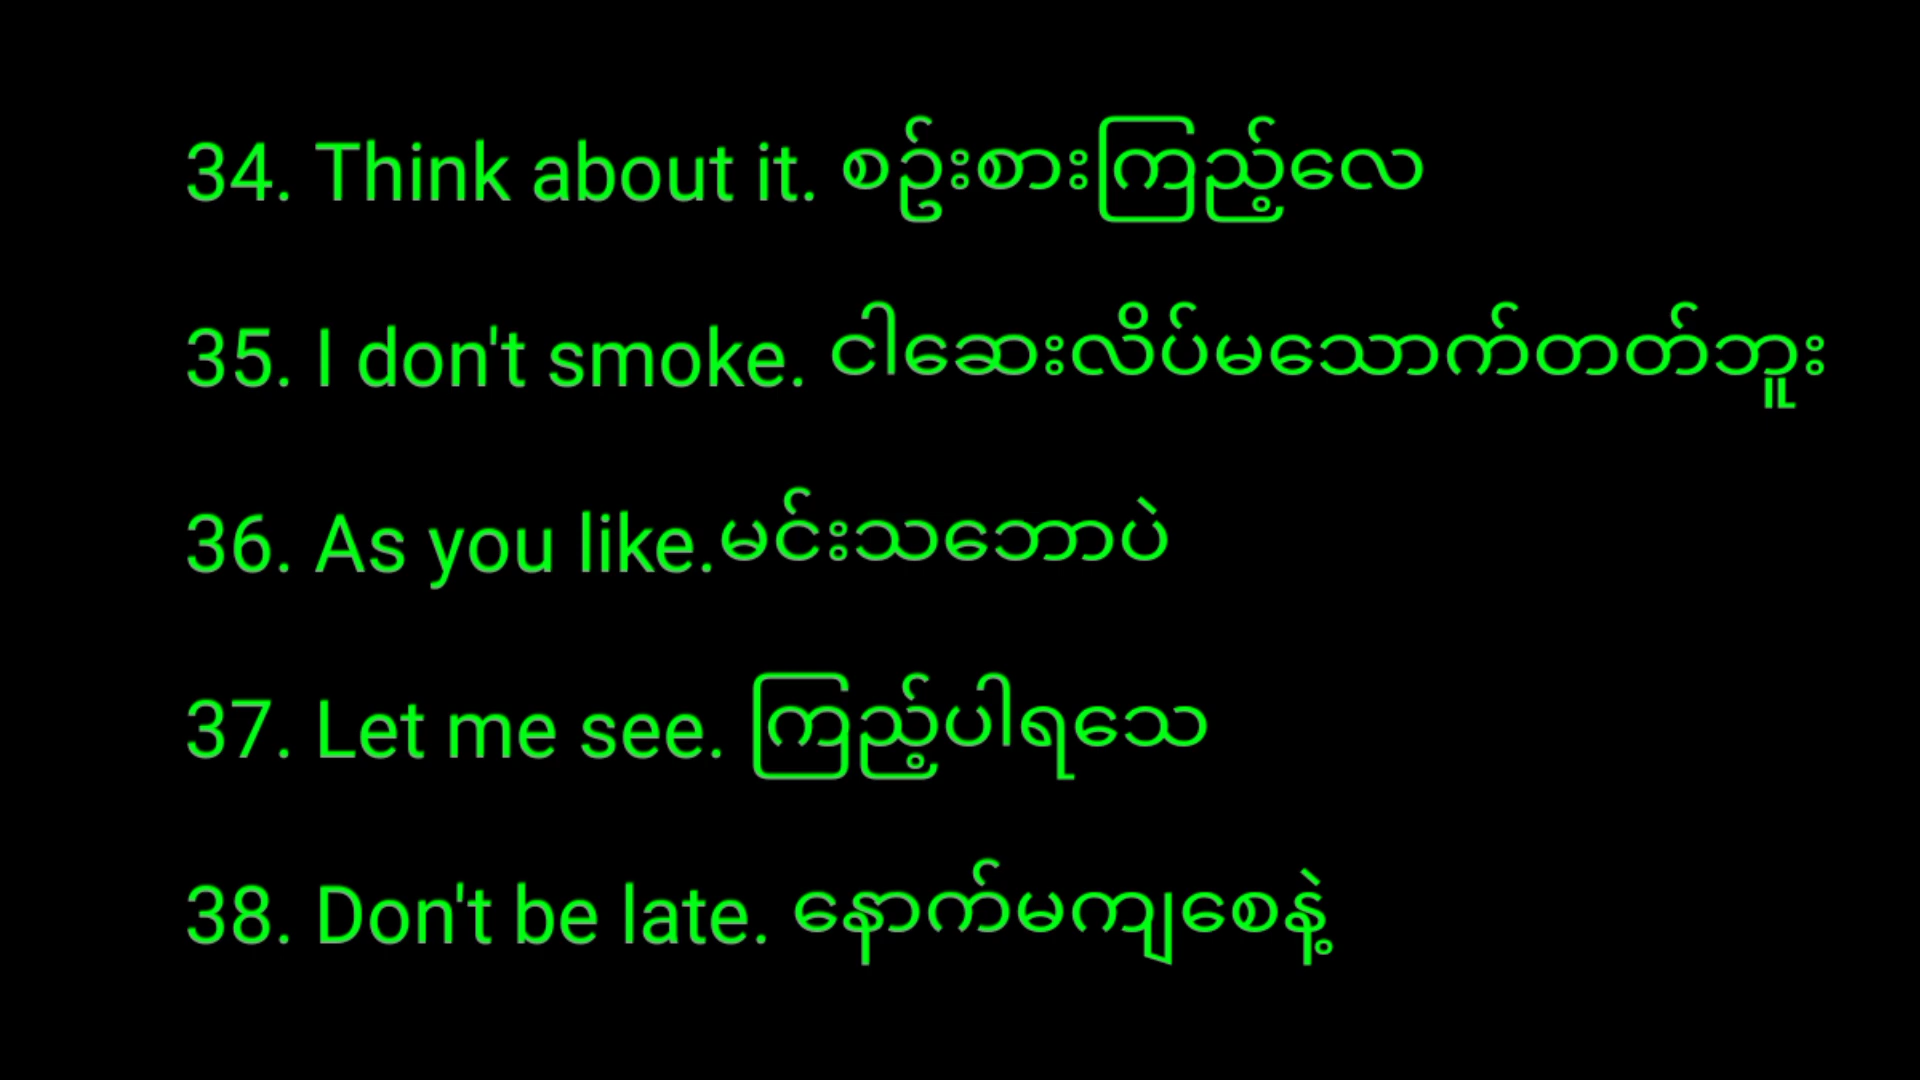 34. Think about it. စဥ်းစားကြည့်လေ
35. I don't smoke. ငါဆေးလိပ်မသောက်တတ်ဘူး
36. As you like.မင်းသဘောပဲ
37. Let me see. ကြည့်ပါရသေ
38. Don't be late. နောက်မကျစေနဲ့